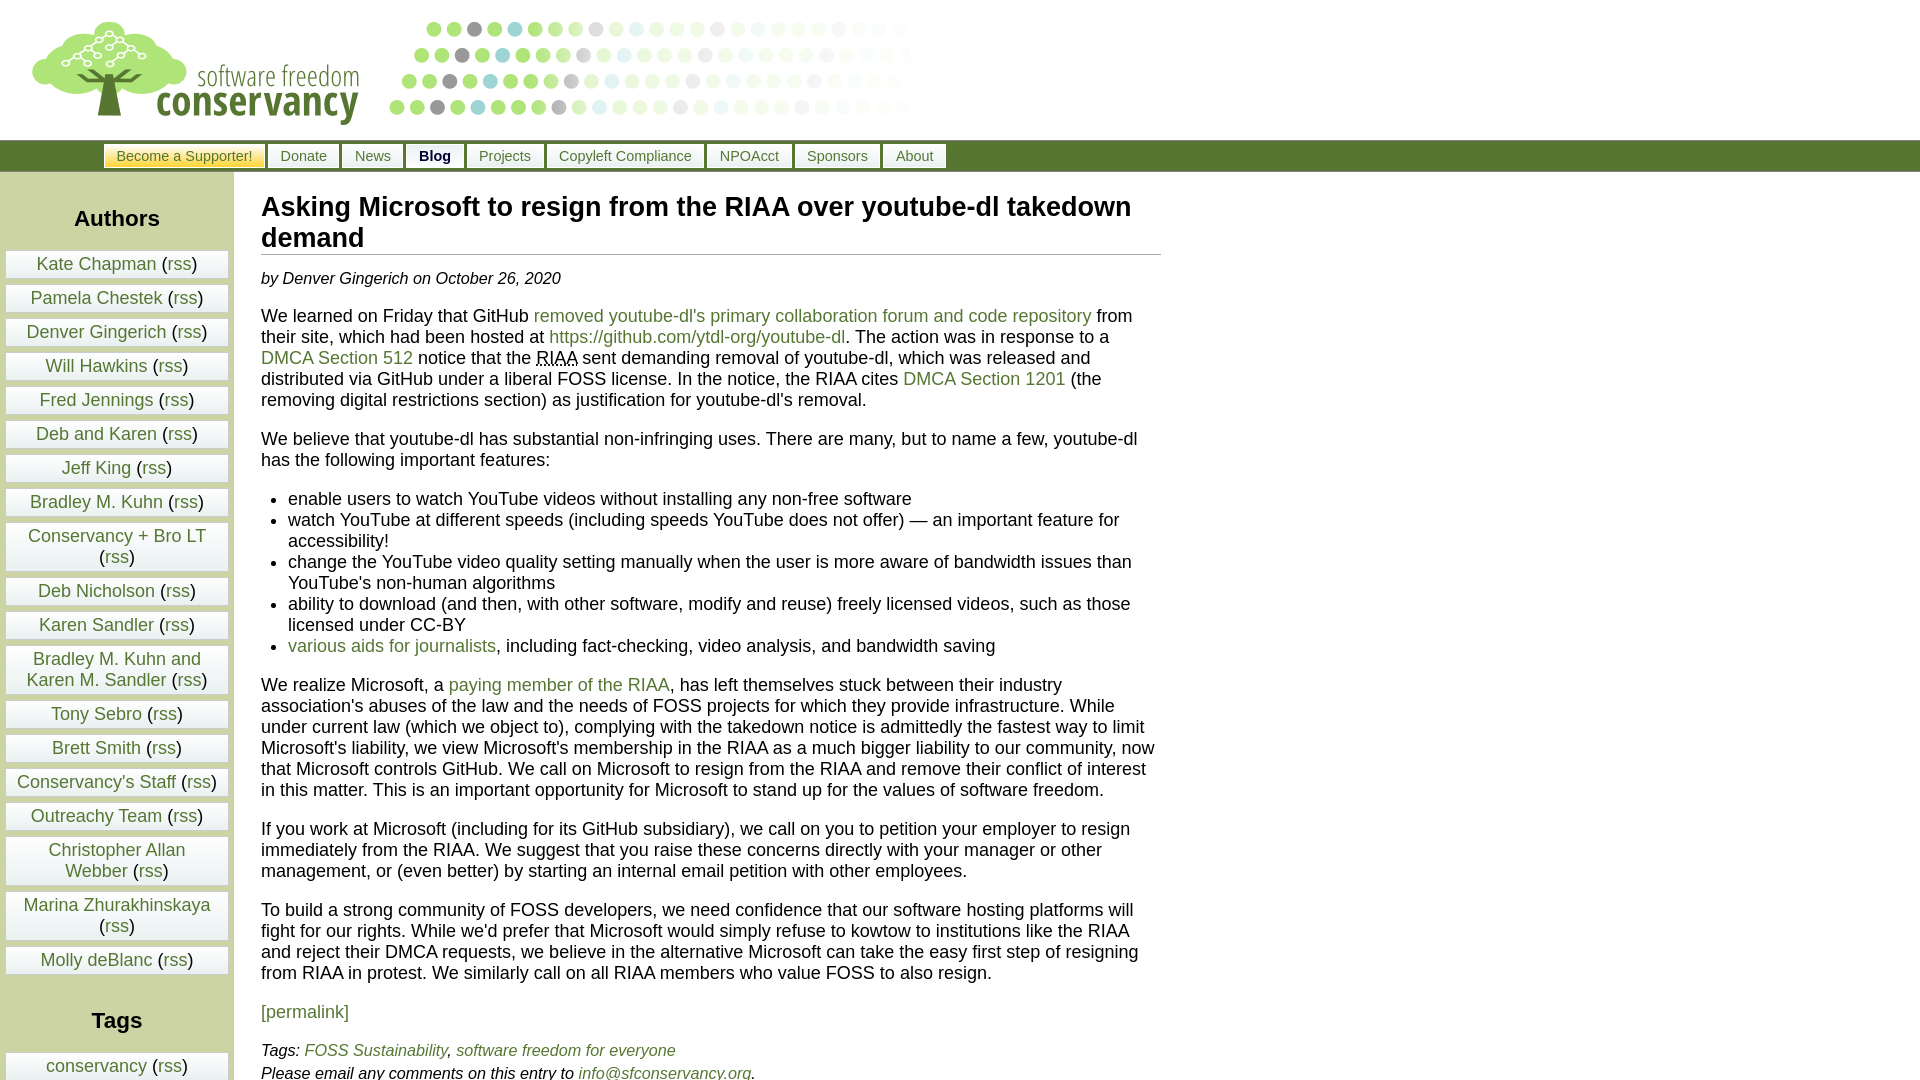 software freedom
conservancy
Become a Supporter! Donate News Blog Projects Copyleft Compliance NPOAcct Sponsors About
Authors
Kate Chapman (rss)
Pamela Chestek (rss)
Denver Gingerich (rss)
Will Hawkins (rss)
Fred Jennings (rss)
Deb and Karen (rss)
Jeff King (rss)
Bradley M. Kuhn (rss)
Conservancy + Bro LT
(rss)
Deb Nicholson (rss)
Karen Sandler (rss)
Bradley M. Kuhn and
Karen M. Sandler (rss)
Tony Sebro (rss)
Brett Smith (rss)
Conservancy's Staff (rss)
Outreachy Team (rss)
Christopher Allan
Webber (rss)
Marina Zhurakhinskaya
(rss)
Molly deBlanc (rss)
Tags
conservancy (rss)
Asking Microsoft to resign from the RIAA over youtube-dl takedown
demand
by Denver Gingerich on October 26, 2020
We learned on Friday that GitHub removed youtube-dl's primary collaboration forum and code repository from
their site, which had been hosted at https://github.com/ytdl-org/youtube-dl. The action was in response to a
DMCA Section 512 notice that the RIAA sent demanding removal of youtube-dl, which was released and
distributed via GitHub under a liberal FOSS license. In the notice, the RIAA cites DMCA Section 1201 (the
removing digital restrictions section) as justification for youtube-dl's removal.
We believe that youtube-dl has substantial non-infringing uses. There are many, but to name a few, youtube-dl
has the following important features:
• enable users to watch YouTube videos without installing any non-free software
• watch YouTube at different speeds (including speeds YouTube does not offer) — an important feature for
accessibility!
• change the YouTube video quality setting manually when the user is more aware of bandwidth issues than
YouTube's non-human algorithms
• ability to download (and then, with other software, modify and reuse) freely licensed videos, such as those
licensed under CC-BY
• various aids for journalists, including fact-checking, video analysis, and bandwidth saving
We realize Microsoft, a paying member of the RIAA, has left themselves stuck between their industry
association's abuses of the law and the needs of FOSS projects for which they provide infrastructure. While
under current law (which we object to), complying with the takedown notice is admittedly the fastest way to limit
Microsoft's liability, we view Microsoft's membership in the RIAA as a much bigger liability to our community, now
that Microsoft controls GitHub. We call on Microsoft to resign from the RIAA and remove their conflict of interest
in this matter. This is an important opportunity for Microsoft to stand up for the values of software freedom.
If you work at Microsoft (including for its GitHub subsidiary), we call on you to petition your employer to resign
immediately from the RIAA. We suggest that you raise these concerns directly with your manager or other
management, or (even better) by starting an internal email petition with other employees.
To build a strong community of FOSS developers, we need confidence that our software hosting platforms will
fight for our rights. While we'd prefer that Microsoft would simply refuse to kowtow to institutions like the RIAA
and reject their DMCA requests, we believe in the alternative Microsoft can take the easy first step of resigning
from RIAA in protest. We similarly call on all RIAA members who value FOSS to also resign.
[permalink]
Tags: FOSS Sustainability, software freedom for everyone
Please email any comments on this entry to info@sfconservancy.org.